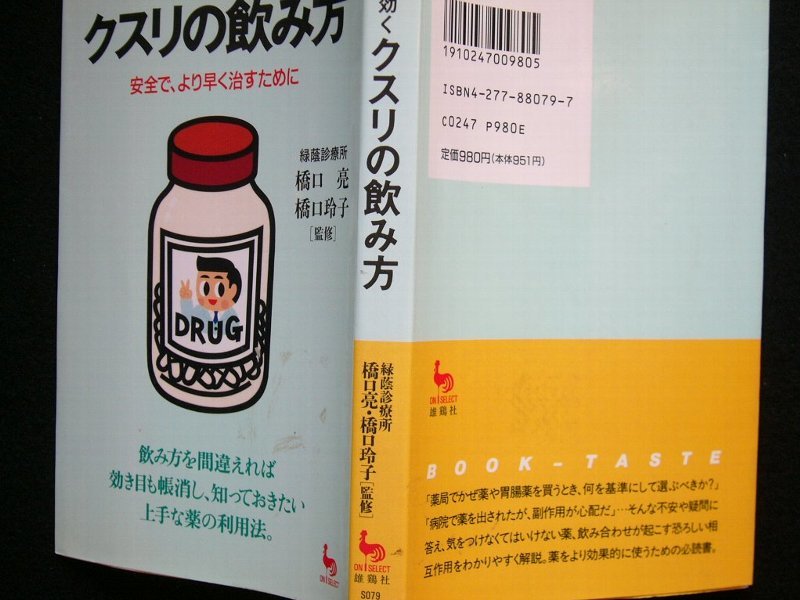 クスリの飲み方
安全で、より早く治すために
緑蔭診療所
橋口 亮
橋口玲子
[監修]
DRUG
飲み方を間違えれば
効き目も帳消し、知っておきたい
上手な薬の利用法。
ON SELECT
効くクスリの飲み方
緑蔭診療所
橋口亮・橋口玲子[監修]
ON SELECT
雄鶏社
S079
1910247009805
ISBN4-277-88079-7
C0247 P980E
定価980円(本体951円)
ON SELECT
雄鶏社
BOOK-TASTE
「薬局でかぜ薬や胃腸薬を買うとき、何を基準にして選ぶべきか?」
「病院で薬を出されたが、副作用が心配だ」…そんな不安や疑問に
答え、気をつけなくてはいけない薬、飲み合わせが起こす恐ろしい相
互作用をわかりやすく解説。薬をより効果的に使うための必読書。